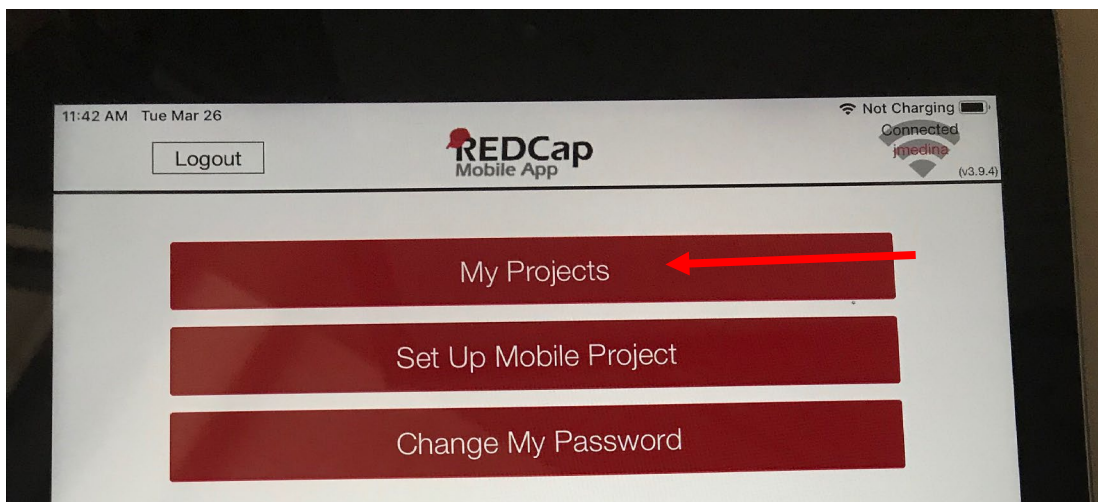 11:42 AM Tue Mar 26
Not Charging
Logout
REDCap
Mobile App
Connected
jmedina
(v3.9.4)
My Projects
Set Up Mobile Project
Change My Password